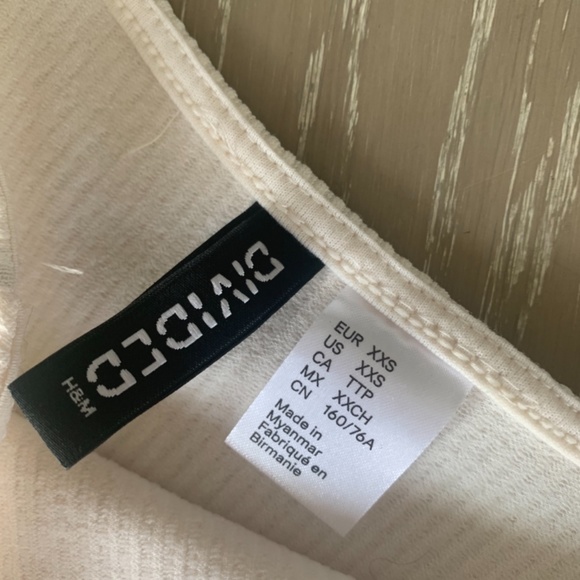 DIVIDED
H&M
EUR XXS
US XXS
CA TTP
MX XXCH
CN 160/76A
Made in
Myanmar
Fabriqué en
Birmanie